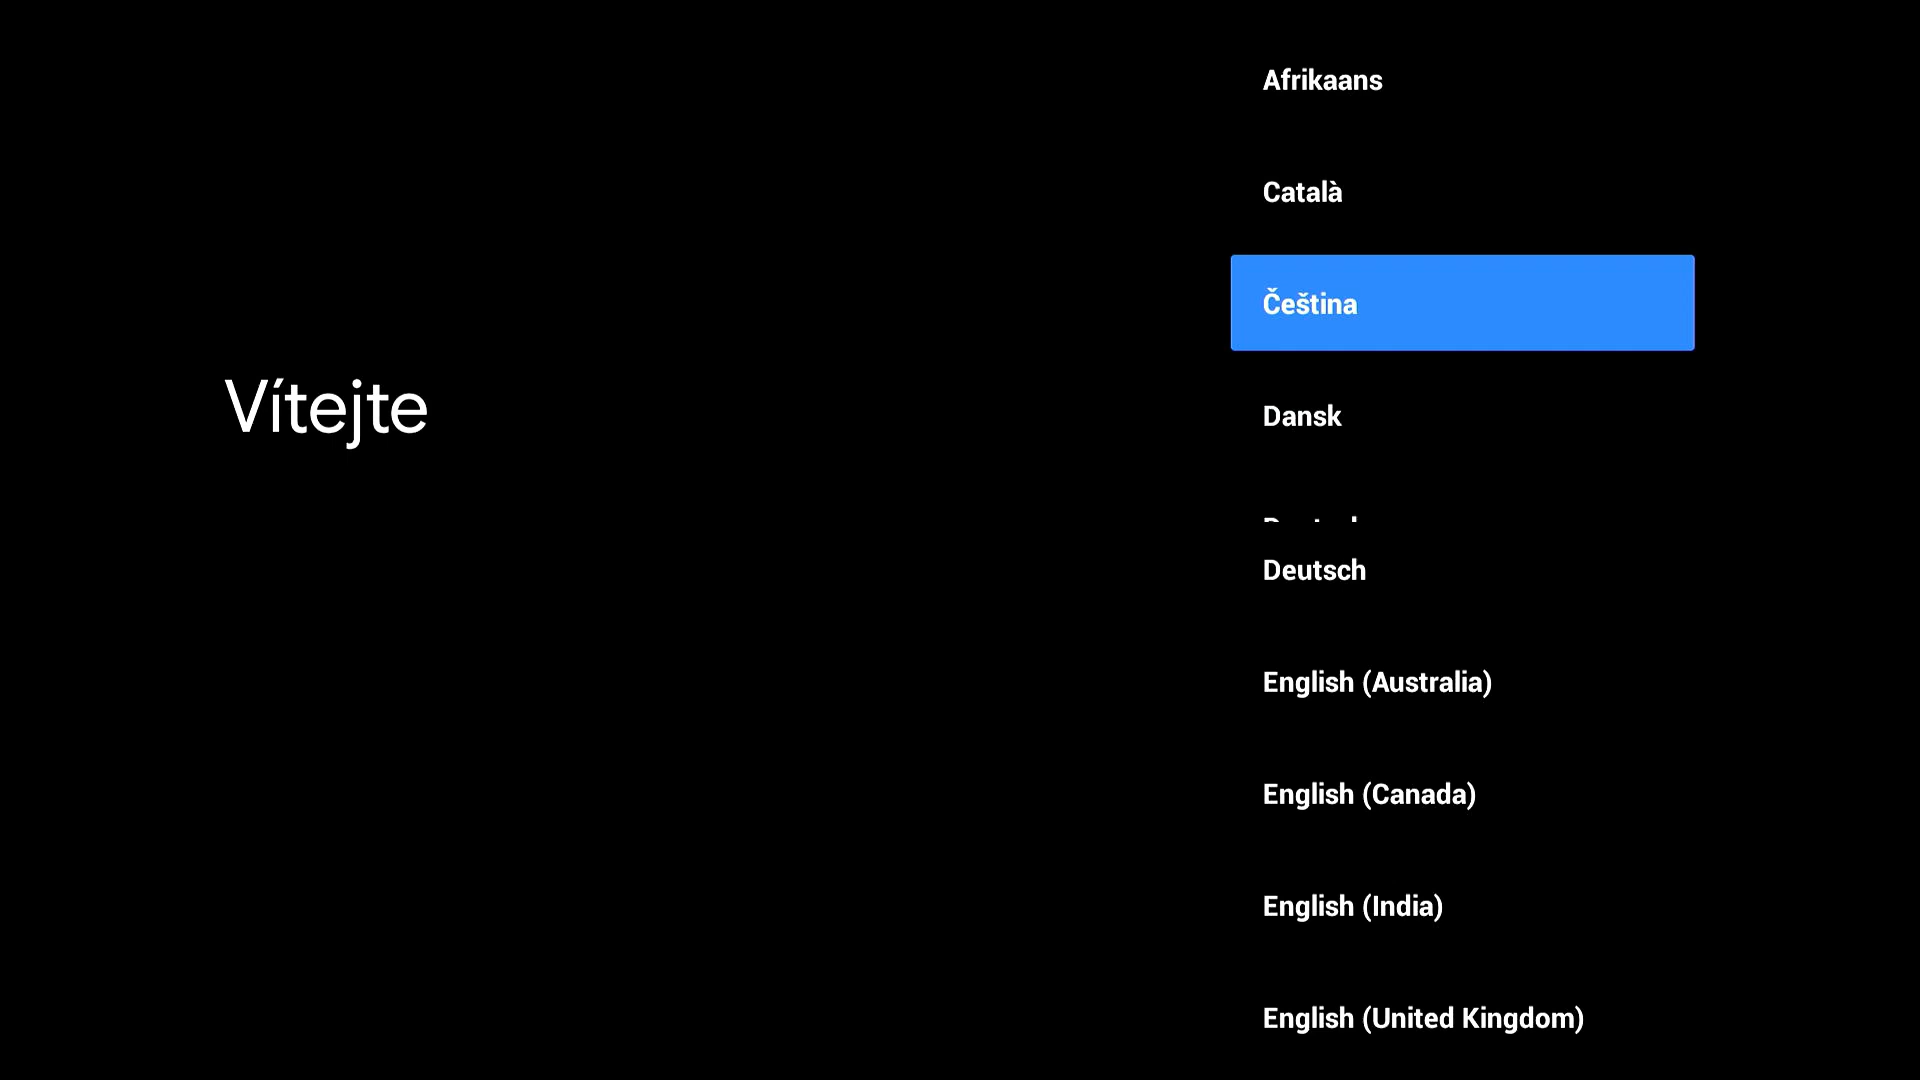 Vítejte
Afrikaans
Català
Čeština
Dansk
Deutsch
English (Australia)
English (Canada)
English (India)
English (United Kingdom)